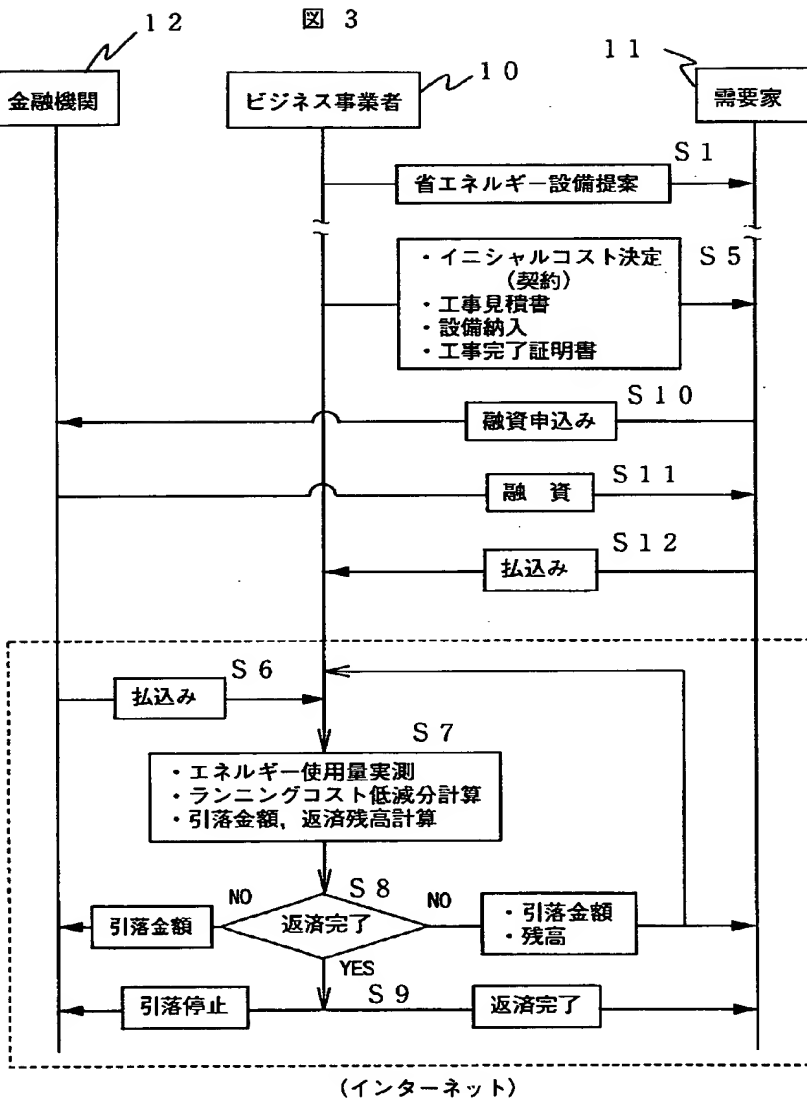 図 3
12
10
11
金融機関
ビジネス事業者
需要家
S1
省エネルギー設備提案
・イニシャルコスト決定
(契約)
・工事見積書
・設備納入
・工事完了証明書
S5
S10
融資申込み
S11
融 資
S12
払込み
S6
払込み
S7
・エネルギー使用量実測
・ランニングコスト低減分計算
・引落金額, 返済残高計算
NO
S8
NO
引落金額
返済完了
・引落金額
・残高
YES
S9
引落停止
返済完了
(インターネット)